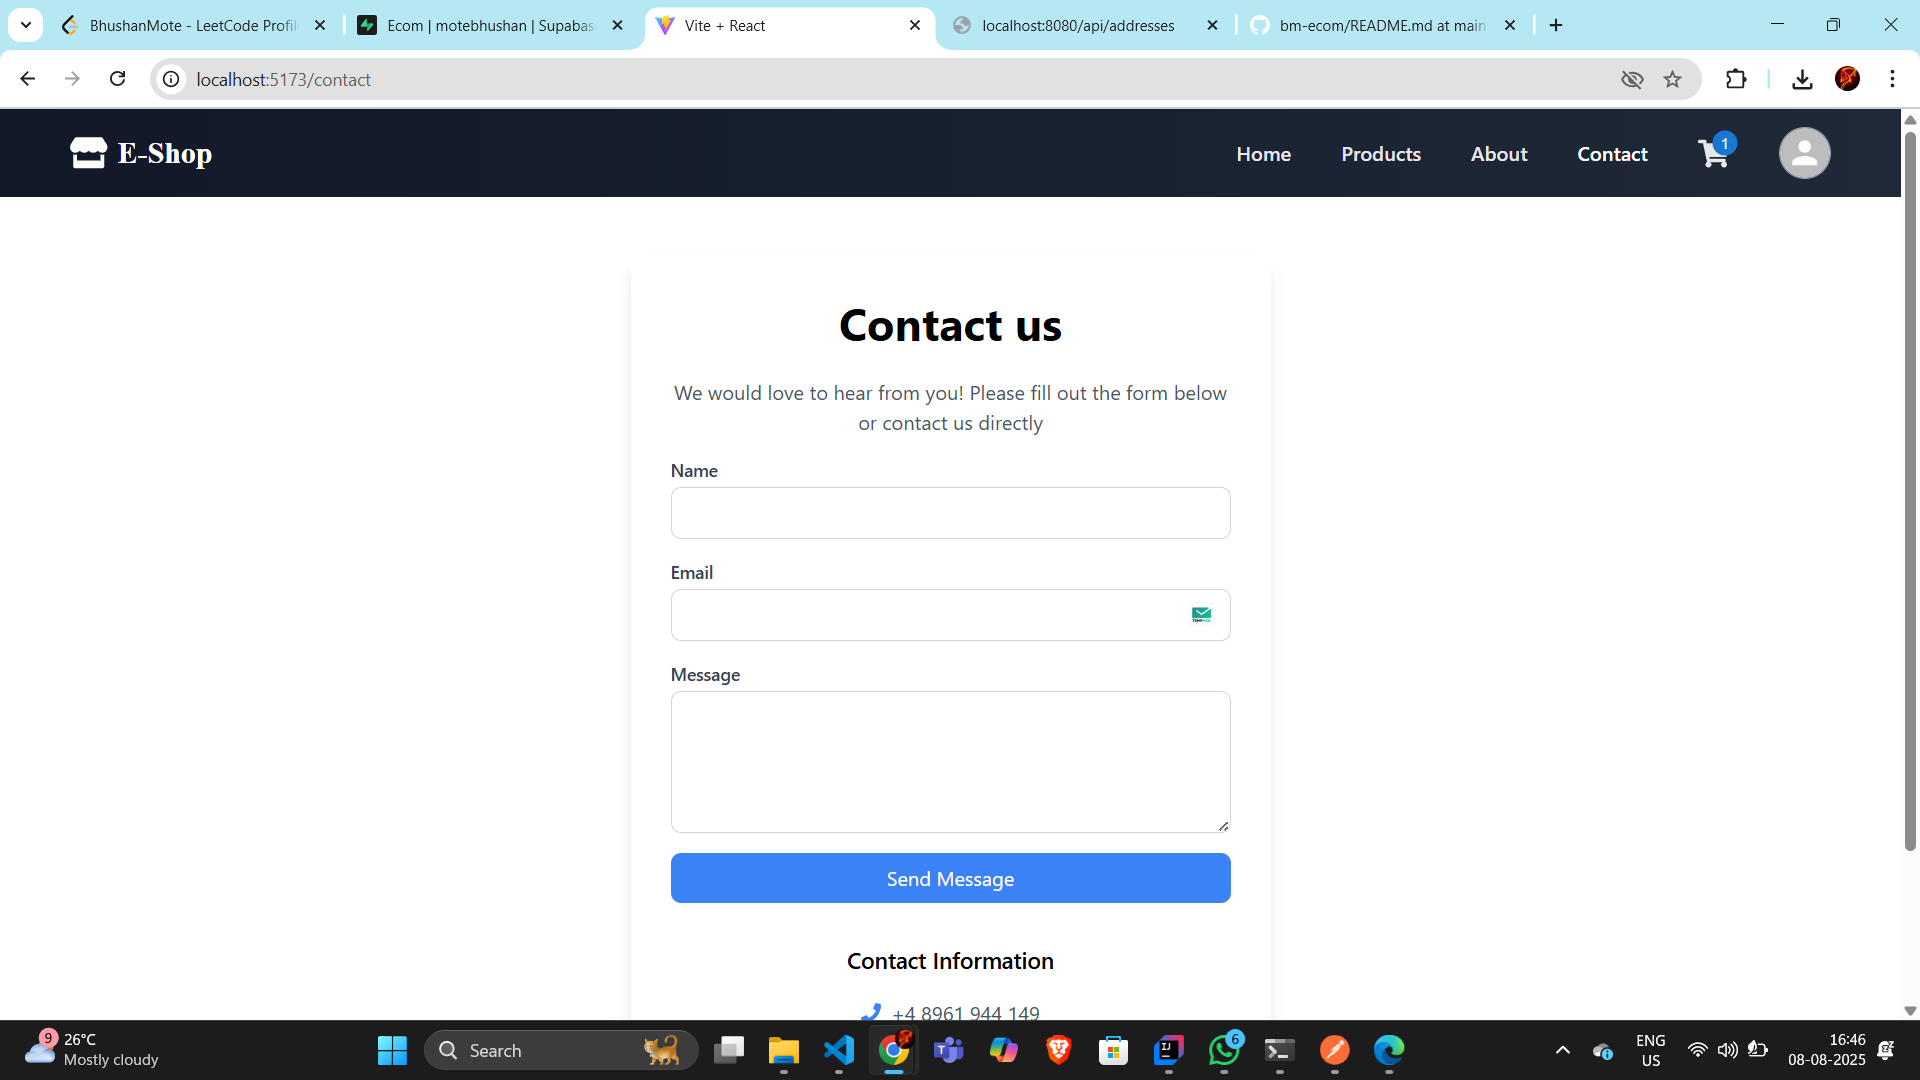 BhushanMote - LeetCode Profil
Ecom | motebhushan | Supabas
Vite + React
localhost:8080/api/addresses
bm-ecom/README.md at main
localhost:5173/contact
E-Shop
Home
Products
About
Contact
1
Contact us
We would love to hear from you! Please fill out the form below
or contact us directly
Name
Email
Message
Send Message
Contact Information
+4 8961 944 149
9
26°C
Mostly cloudy
Search
6
ENG
US
16:46
08-08-2025